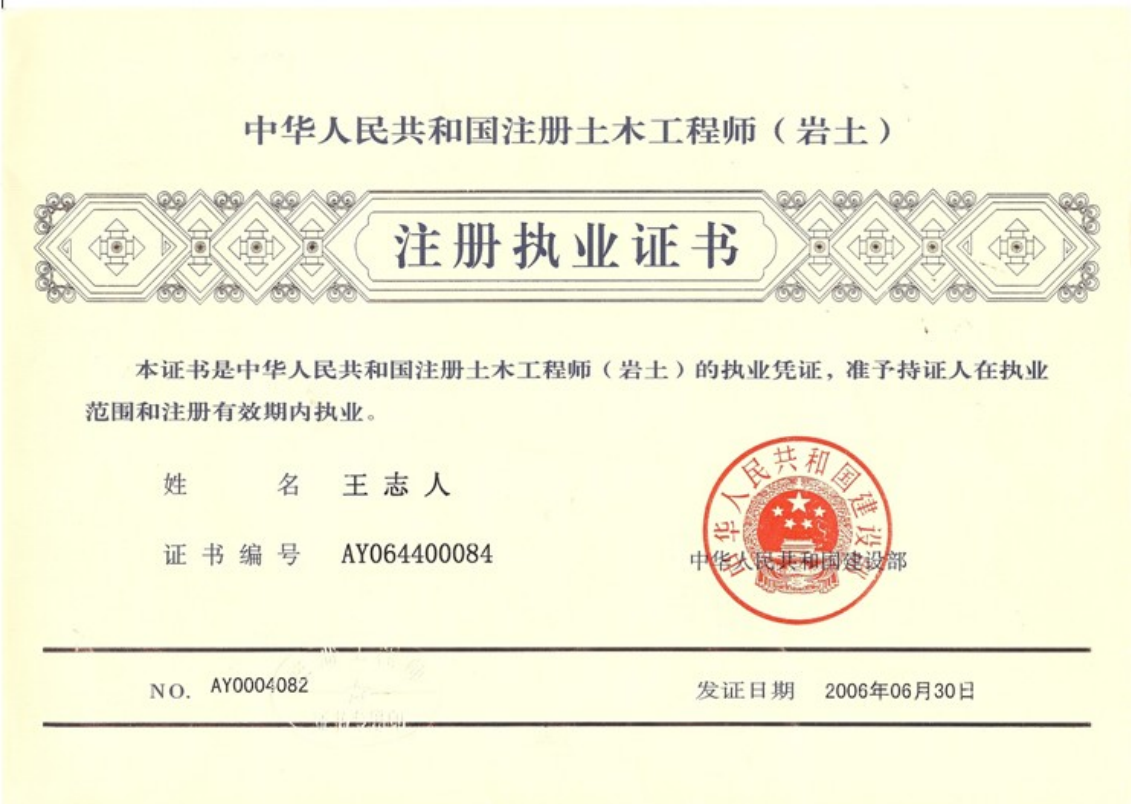 中华人民共和国注册土木工程师（岩土）
注册执业证书
本证书是中华人民共和国注册土木工程师（岩土）的执业凭证，准予持证人在执业
范围和注册有效期内执业。
姓 名 王志人
证书编号 AY064400084
中华人民共和国建设部
中华人民共和国建设部
NO. AY0004082
发证日期 2006年06月30日